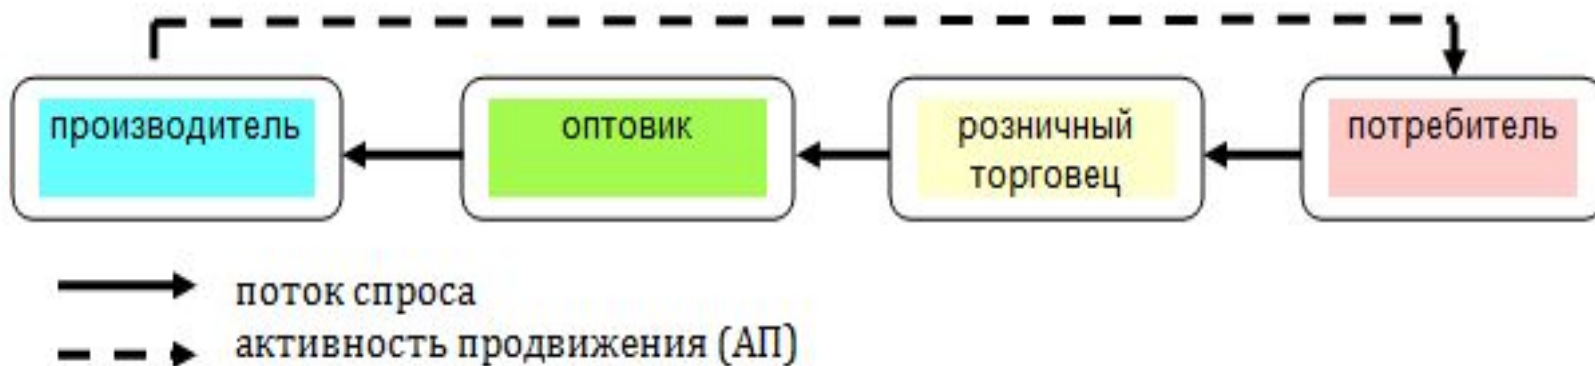 производитель
оптовик
розничный
торговец
потребитель
поток спроса
активность продвижения (АП)